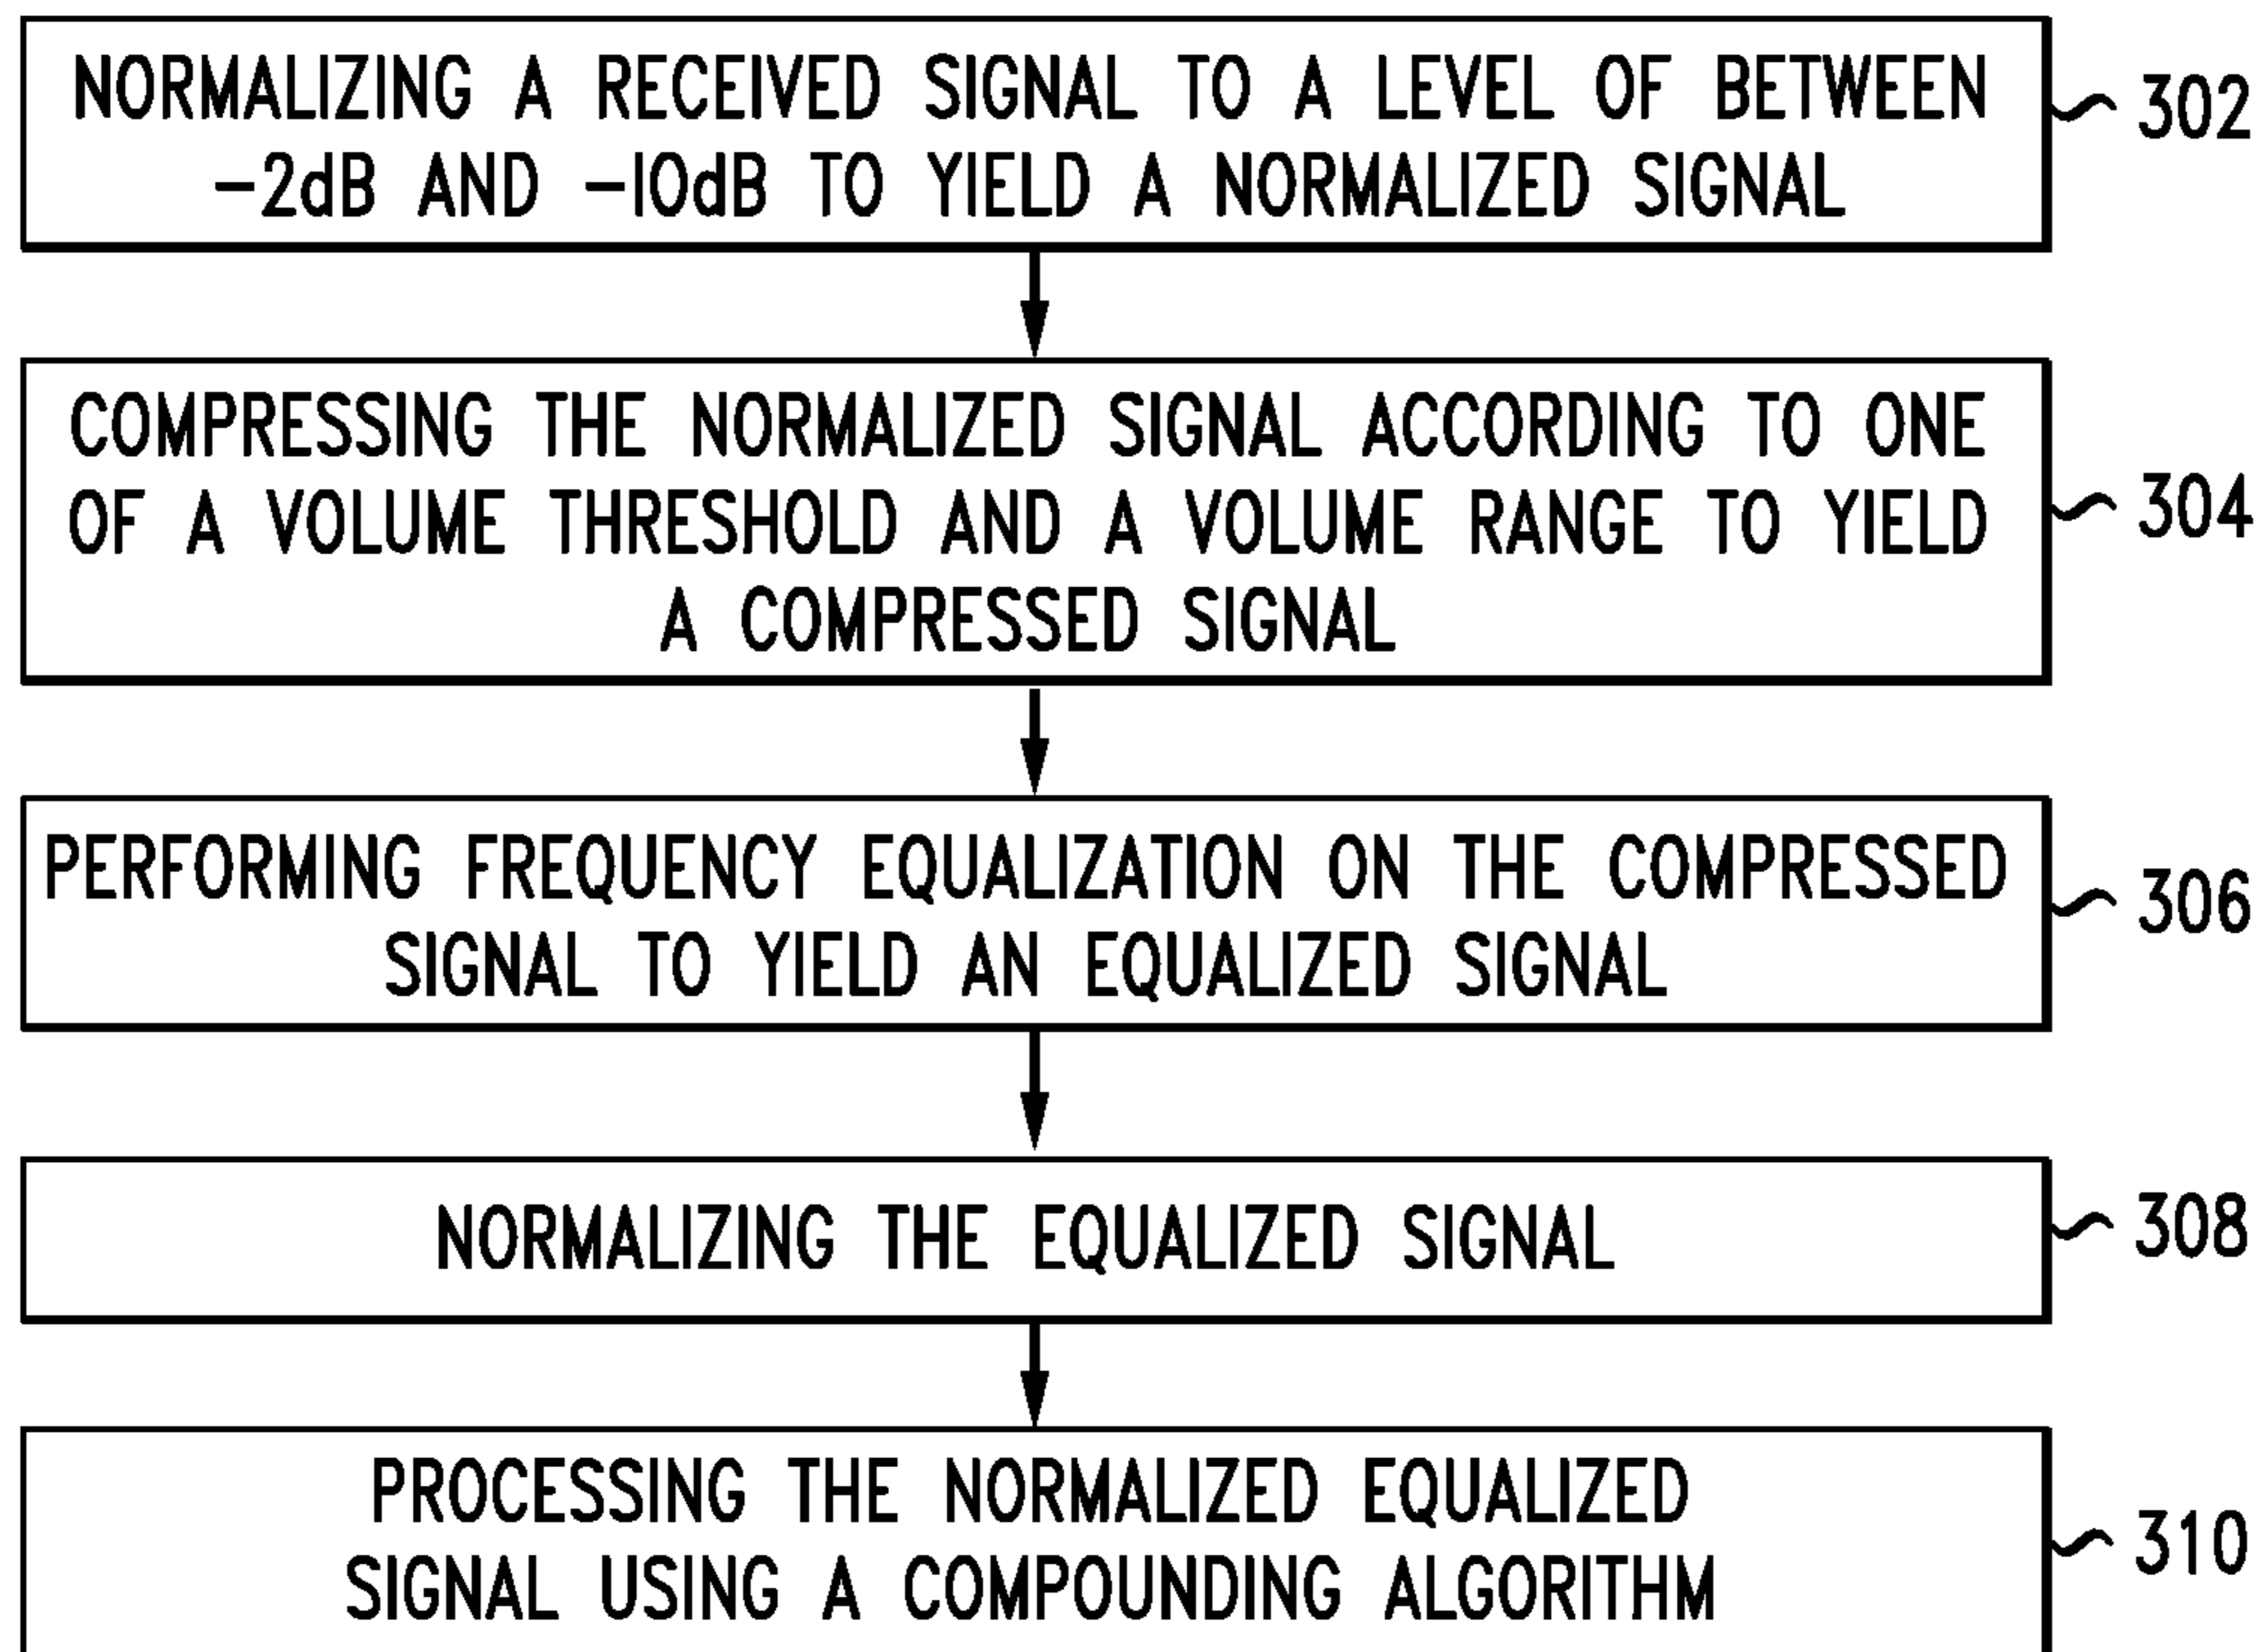 NORMALIZING A RECEIVED SIGNAL TO A LEVEL OF BETWEEN
-2dB AND -10dB TO YIELD A NORMALIZED SIGNAL
302
COMPRESSING THE NORMALIZED SIGNAL ACCORDING TO ONE
OF A VOLUME THRESHOLD AND A VOLUME RANGE TO YIELD
A COMPRESSED SIGNAL
304
PERFORMING FREQUENCY EQUALIZATION ON THE COMPRESSED
SIGNAL TO YIELD AN EQUALIZED SIGNAL
306
NORMALIZING THE EQUALIZED SIGNAL
308
PROCESSING THE NORMALIZED EQUALIZED
SIGNAL USING A COMPOUNDING ALGORITHM
310